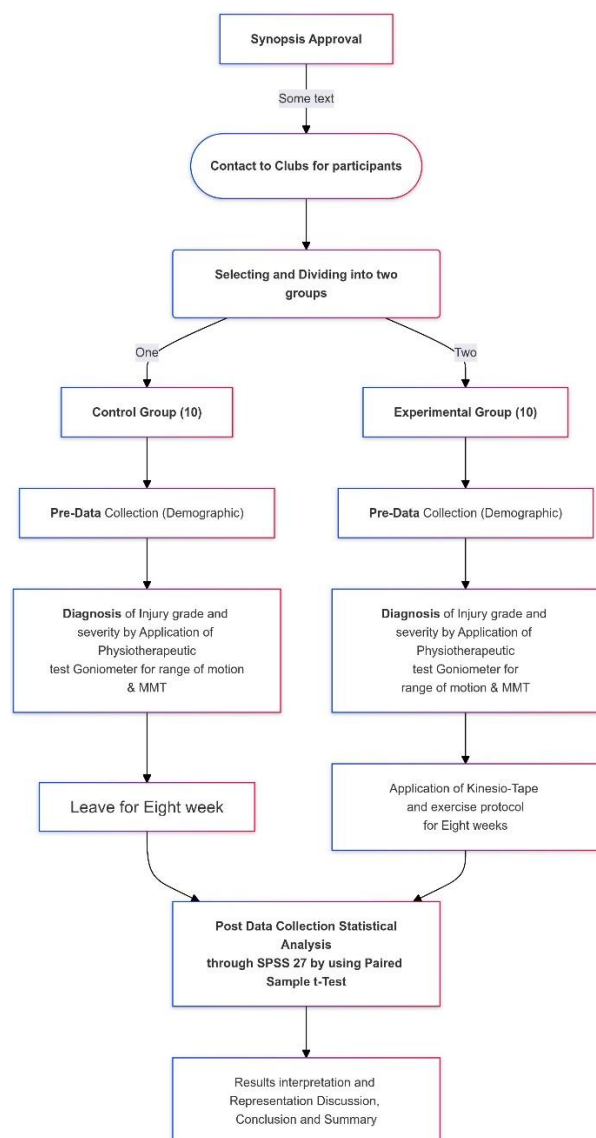 Synopsis Approval
Some text
Contact to Clubs for participants
Selecting and Dividing into two
groups
One
Two
Control Group (10)
Experimental Group (10)
Pre-Data Collection (Demographic)
Pre-Data Collection (Demographic)
Diagnosis of Injury grade and
severity by Application of
Physiotherapeutic
test Goniometer for range of motion
& MMT
Diagnosis of Injury grade and
severity by Application of
Physiotherapeutic
test Goniometer for
range of motion & MMT
Leave for Eight week
Application of Kinesio-Tape
and exercise protocol
for Eight weeks
Post Data Collection Statistical
Analysis
through SPSS 27 by using Paired
Sample t-Test
Results interpretation and
Representation Discussion,
Conclusion and Summary